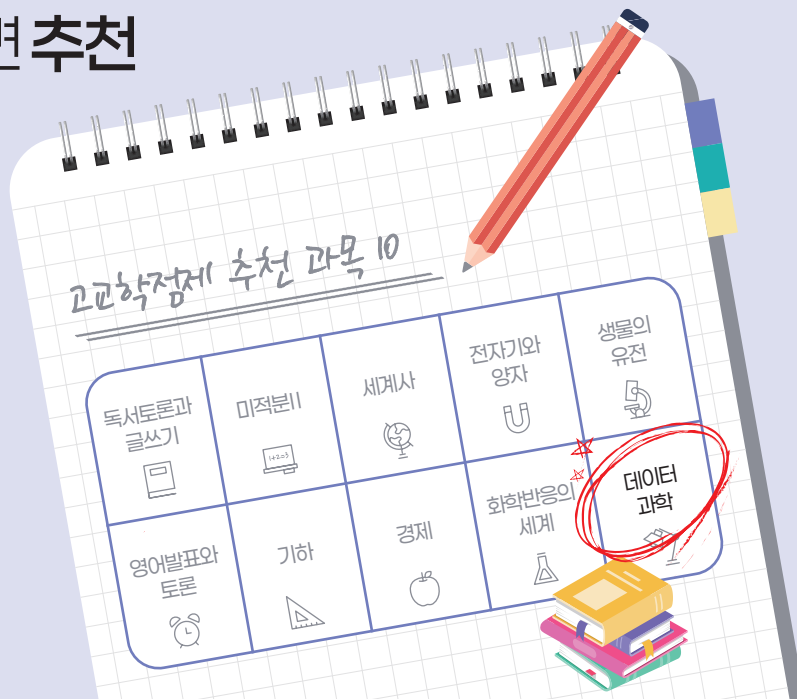 면 추천
고교학점제 추천 과목 10
독서토론과
글쓰기
미적분II
세계사
전자기와
양자
생물의
유전
영어발표와
토론
기하
경제
화학반응의
세계
데이터
과학